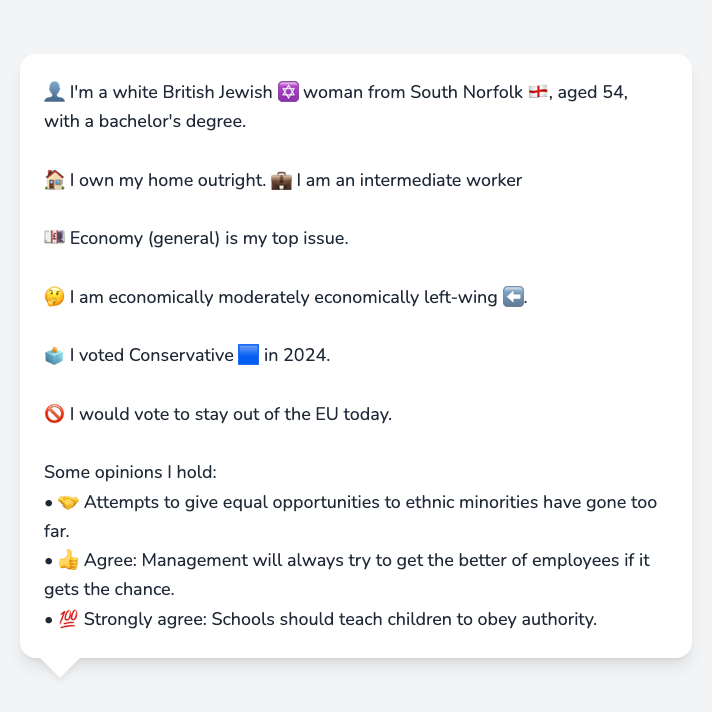 👤 I'm a white British Jewish ✡️ woman from South Norfolk 🏴󠁧󠁢󠁥󠁮󠁧󠁿, aged 54,
with a bachelor's degree.
🏠 I own my home outright. 💼 I am an intermediate worker
💷 Economy (general) is my top issue.
🤔 I am economically moderately economically left-wing ⬅️.
🗳️ I voted Conservative 🟦 in 2024.
🚫 I would vote to stay out of the EU today.
Some opinions I hold:
• 🤝 Attempts to give equal opportunities to ethnic minorities have gone too
far.
• 👍 Agree: Management will always try to get the better of employees if it
gets the chance.
• 💯 Strongly agree: Schools should teach children to obey authority.